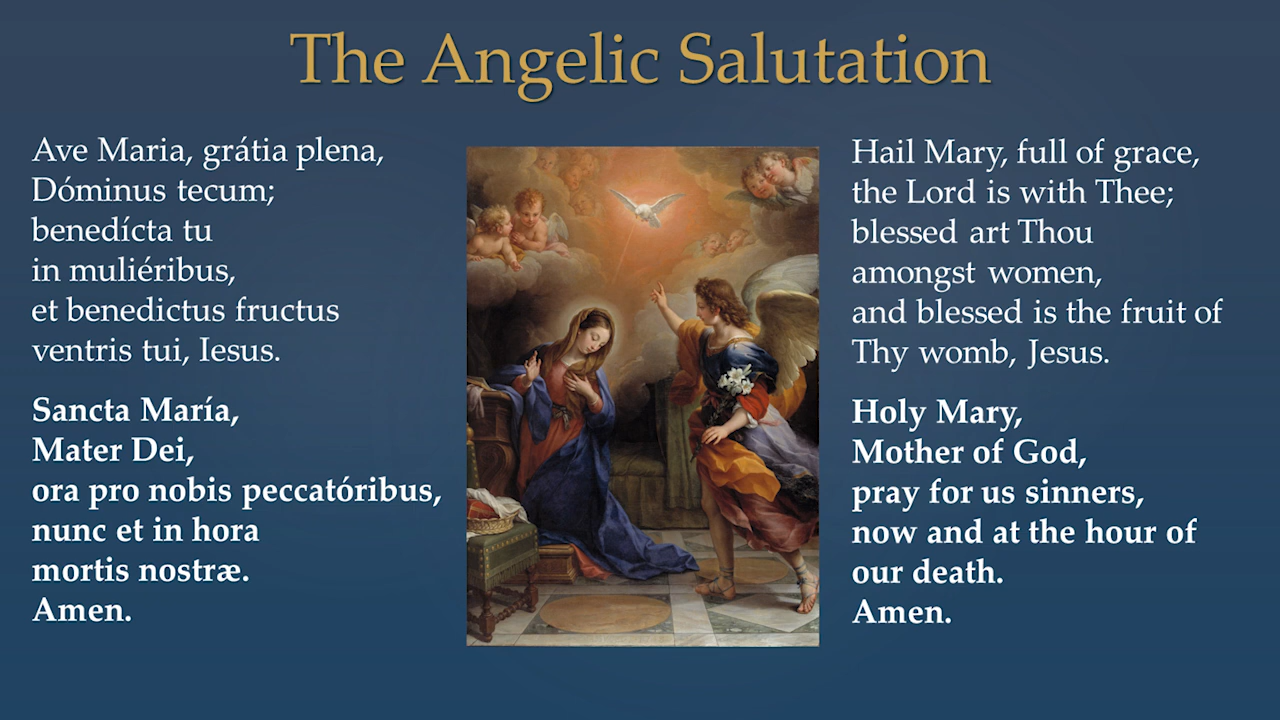 The Angelic Salutation
Ave Maria, grátia plena,
Dóminus tecum;
benedícta tu
in muliéribus,
et benedictus fructus
ventris tui, Iesus.
Sancta María,
Mater Dei,
ora pro nobis peccatóribus,
nunc et in hora
mortis nostræ.
Amen.
Hail Mary, full of grace,
the Lord is with Thee;
blessed art Thou
amongst women,
and blessed is the fruit of
Thy womb, Jesus.
Holy Mary,
Mother of God,
pray for us sinners,
now and at the hour of
our death.
Amen.